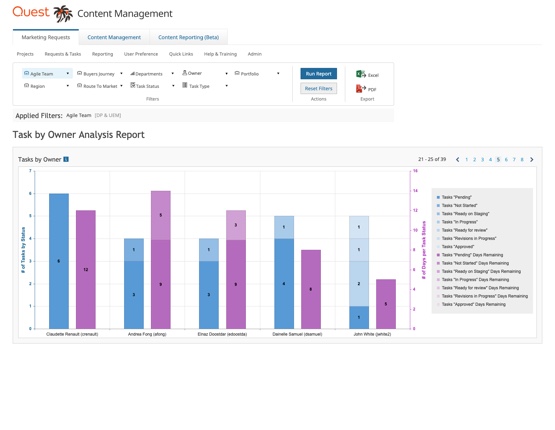 Quest Content Management
Marketing Requests Content Management Content Reporting (Beta)
Projects Requests & Tasks Reporting User Preference Quick Links Help & Training Admin
Agile Team Buyers Journey Departments Owner Portfolio
Region Route To Market Task Status Task Type
Filters
Run Report
Reset Filters
Actions
Excel
PDF
Export
Applied Filters: Agile Team [DP & UEM]
Task by Owner Analysis Report
Tasks by Owner
21 - 25 of 39 1 2 3 4 5 6 7 8
# of Tasks by Status
7
6
5
4
3
2
1
0
6 12
1 3 5 9
1 3 3 9
1 4 8
1 1 2 1 5
16
14
12
10
8
6
4
2
0
# of Days per Task Status
Claudette Renault (crenault) Andrea Fong (afong) Elnaz Doostdar (edoostda) Danielle Samuel (dsamuel) John White (jwhite2)
Tasks "Pending"
Tasks "Not Started"
Tasks "Ready on Staging"
Tasks "In Progress"
Tasks "Ready for review"
Tasks "Revisions in Progress"
Tasks "Approved"
Tasks "Pending" Days Remaining
Tasks "Not Started" Days Remaining
Tasks "Ready on Staging" Days Remaining
Tasks "In Progress" Days Remaining
Tasks "Ready for review" Days Remaining
Tasks "Revisions in Progress" Days Remaining
Tasks "Approved" Days Remaining